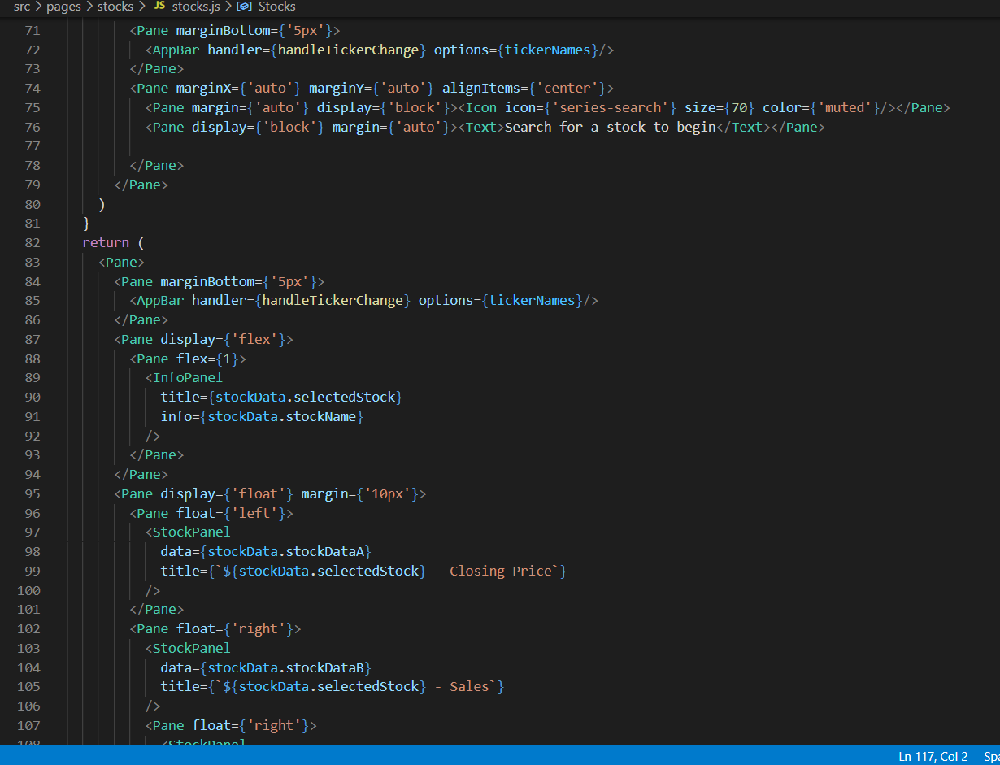 src > pages > stocks > JS stocks.js > Stocks
71 <Pane marginBottom={'5px'}>
72 <AppBar handler={handleTickerChange} options={tickerNames}/>
73 </Pane>
74 <Pane marginX={'auto'} marginY={'auto'} alignItems={'center'}>
75 <Pane margin={'auto'} display={'block'}><Icon icon={'series-search'} size={70} color={'muted'}/></Pane>
76 <Pane display={'block'} margin={'auto'}><Text>Search for a stock to begin</Text></Pane>
77
78 </Pane>
79 </Pane>
80 )
81 }
82 return (
83 <Pane>
84 <Pane marginBottom={'5px'}>
85 <AppBar handler={handleTickerChange} options={tickerNames}/>
86 </Pane>
87 <Pane display={'flex'}>
88 <Pane flex={1}>
89 <InfoPanel
90 title={stockData.selectedStock}
91 info={stockData.stockName}
92 />
93 </Pane>
94 </Pane>
95 <Pane display={'float'} margin={'10px'}>
96 <Pane float={'left'}>
97 <StockPanel
98 data={stockData.stockDataA}
99 title={`${stockData.selectedStock} - Closing Price`}
100 />
101 </Pane>
102 <Pane float={'right'}>
103 <StockPanel
104 data={stockData.stockDataB}
105 title={`${stockData.selectedStock} - Sales`}
106 />
107 <Pane float={'right'}>
108 <StockPanel
Ln 117, Col 2 Spa